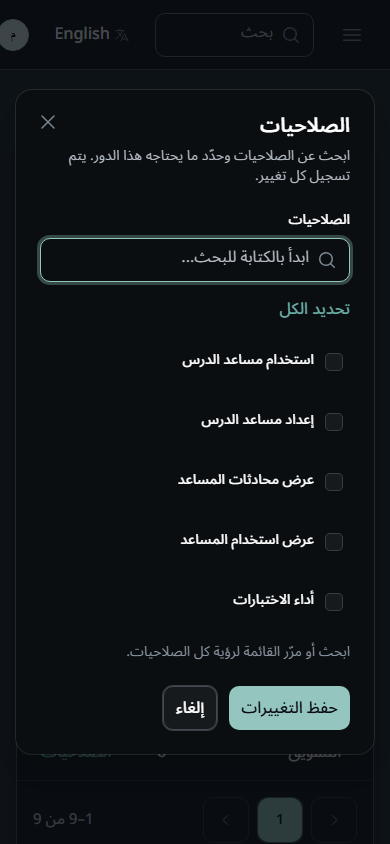 بحث
English
م
الصلاحيات
ابحث عن الصلاحيات وحدّد ما يحتاجه هذا الدور. يتم
تسجيل كل تغيير.
الصلاحيات
ابدأ بالكتابة للبحث...
تحديد الكل
استخدام مساعد الدرس
إعداد مساعد الدرس
عرض محادثات المساعد
عرض استخدام المساعد
أداء الاختبارات
ابحث أو مرّر القائمة لرؤية كل الصلاحيات.
حفظ التغييرات
إلغاء
1
1–9 من 9